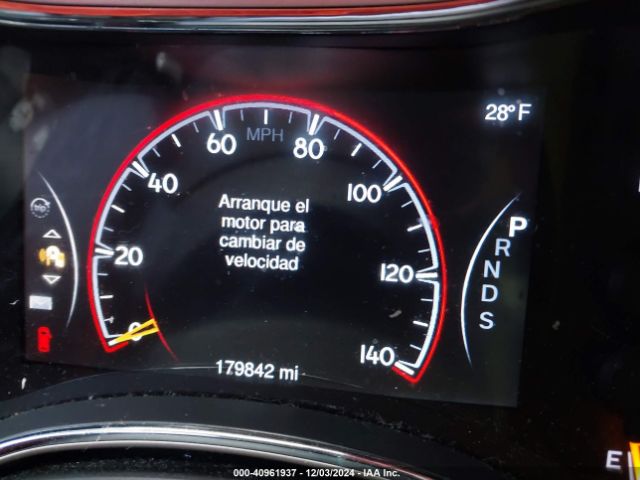 28°F
60
MPH
80
40
100
Arranque el
motor para
cambiar de
velocidad
P
R
20
120
N
D
S
0
140
179842 mi
E
000-40961937 - 12/03/2024 - IAA Inc.